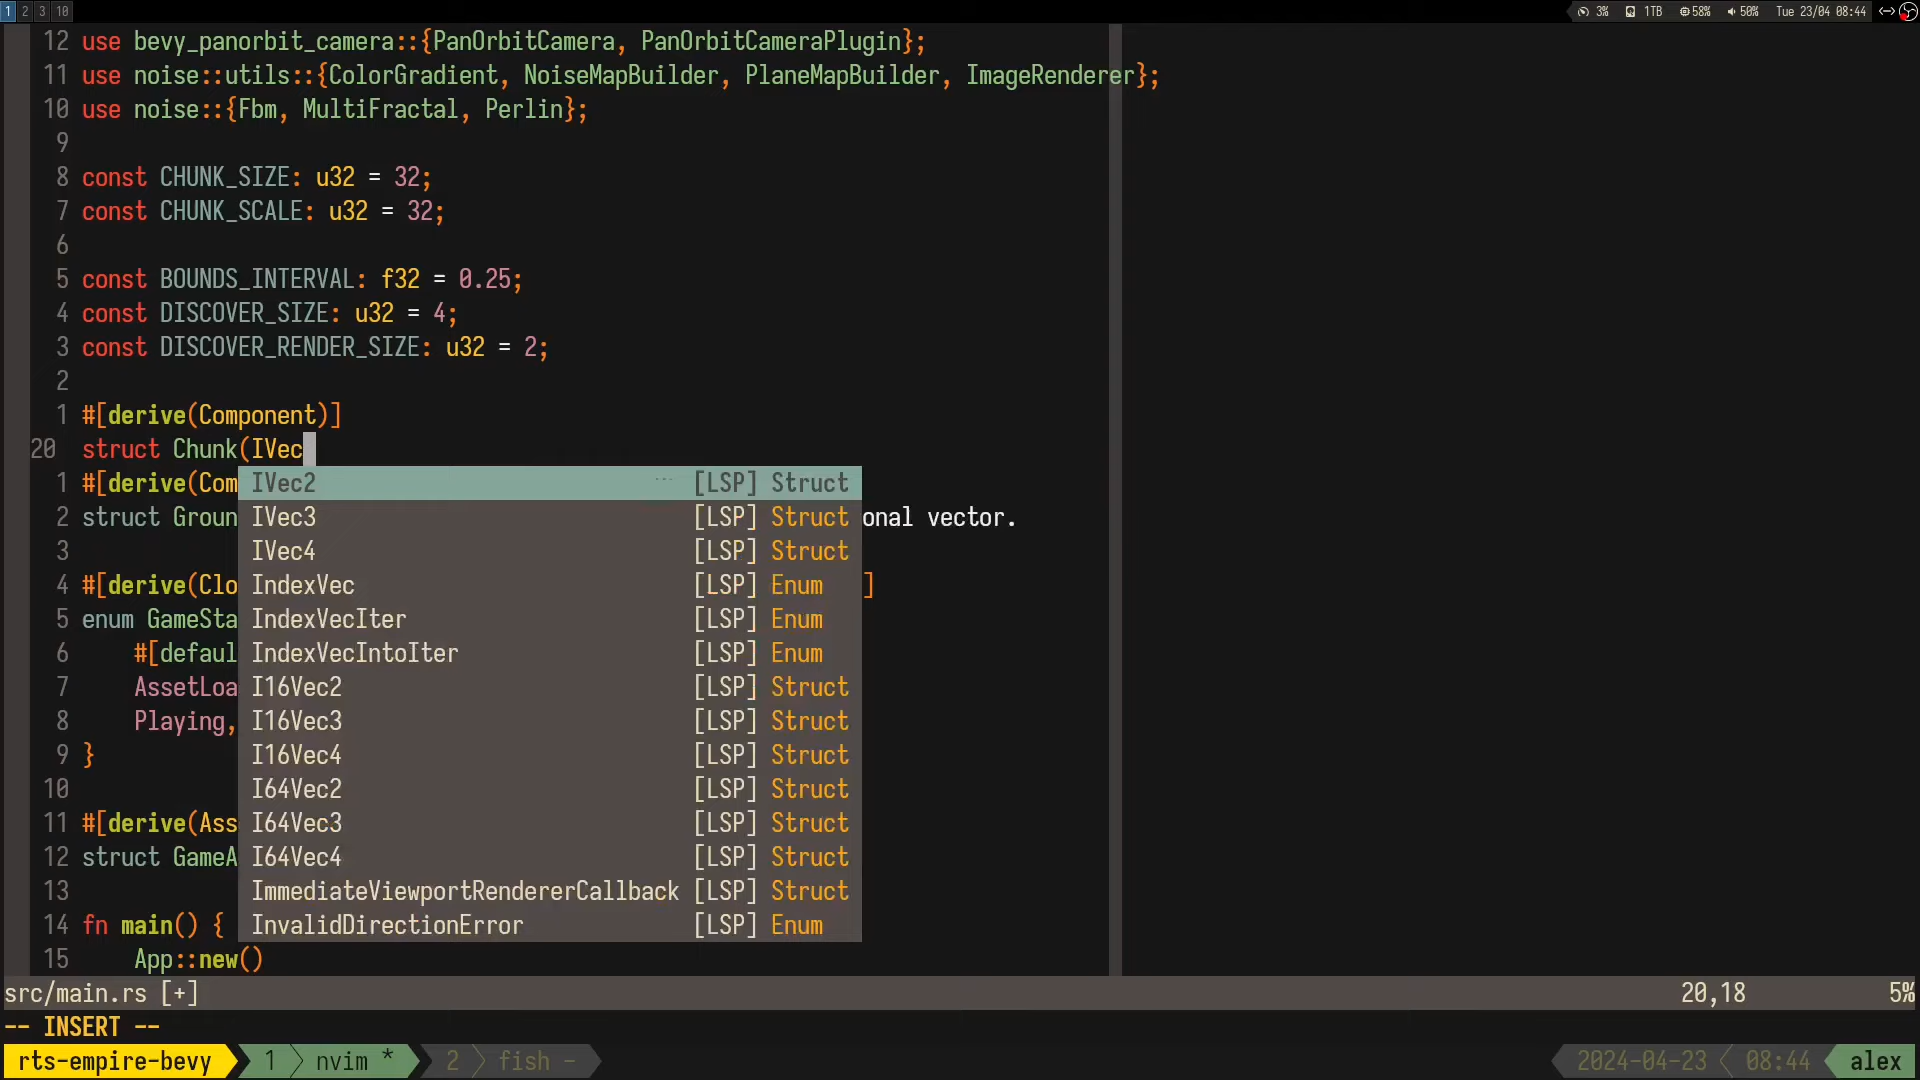 1 2 3 10 3% 1TB 58% 50% Tue 23/04 08:44
12 use bevy_panorbit_camera::{PanOrbitCamera, PanOrbitCameraPlugin};
11 use noise::utils::{ColorGradient, NoiseMapBuilder, PlaneMapBuilder, ImageRenderer};
10 use noise::{Fbm, MultiFractal, Perlin};
9
8 const CHUNK_SIZE: u32 = 32;
7 const CHUNK_SCALE: u32 = 32;
6
5 const BOUNDS_INTERVAL: f32 = 0.25;
4 const DISCOVER_SIZE: u32 = 4;
3 const DISCOVER_RENDER_SIZE: u32 = 2;
2
1 #[derive(Component)]
20 struct Chunk(IVec
1 #[derive(Com IVec2 ... [LSP] Struct
2 struct Groun IVec3 [LSP] Struct onal vector.
3 IVec4 [LSP] Struct
4 #[derive(Clo IndexVec [LSP] Enum ]
5 enum GameSta IndexVecIter [LSP] Enum
6 #[defaul IndexVecIntoIter [LSP] Enum
7 AssetLoa I16Vec2 [LSP] Struct
8 Playing, I16Vec3 [LSP] Struct
9 } I16Vec4 [LSP] Struct
10 I64Vec2 [LSP] Struct
11 #[derive(Ass I64Vec3 [LSP] Struct
12 struct GameA I64Vec4 [LSP] Struct
13 ImmediateViewportRendererCallback [LSP] Struct
14 fn main() { InvalidDirectionError [LSP] Enum
15 App::new()
src/main.rs [+] 20,18 5%
-- INSERT --
rts-empire-bevy 1 nvim * 2 fish - 2024-04-23 08:44 alex